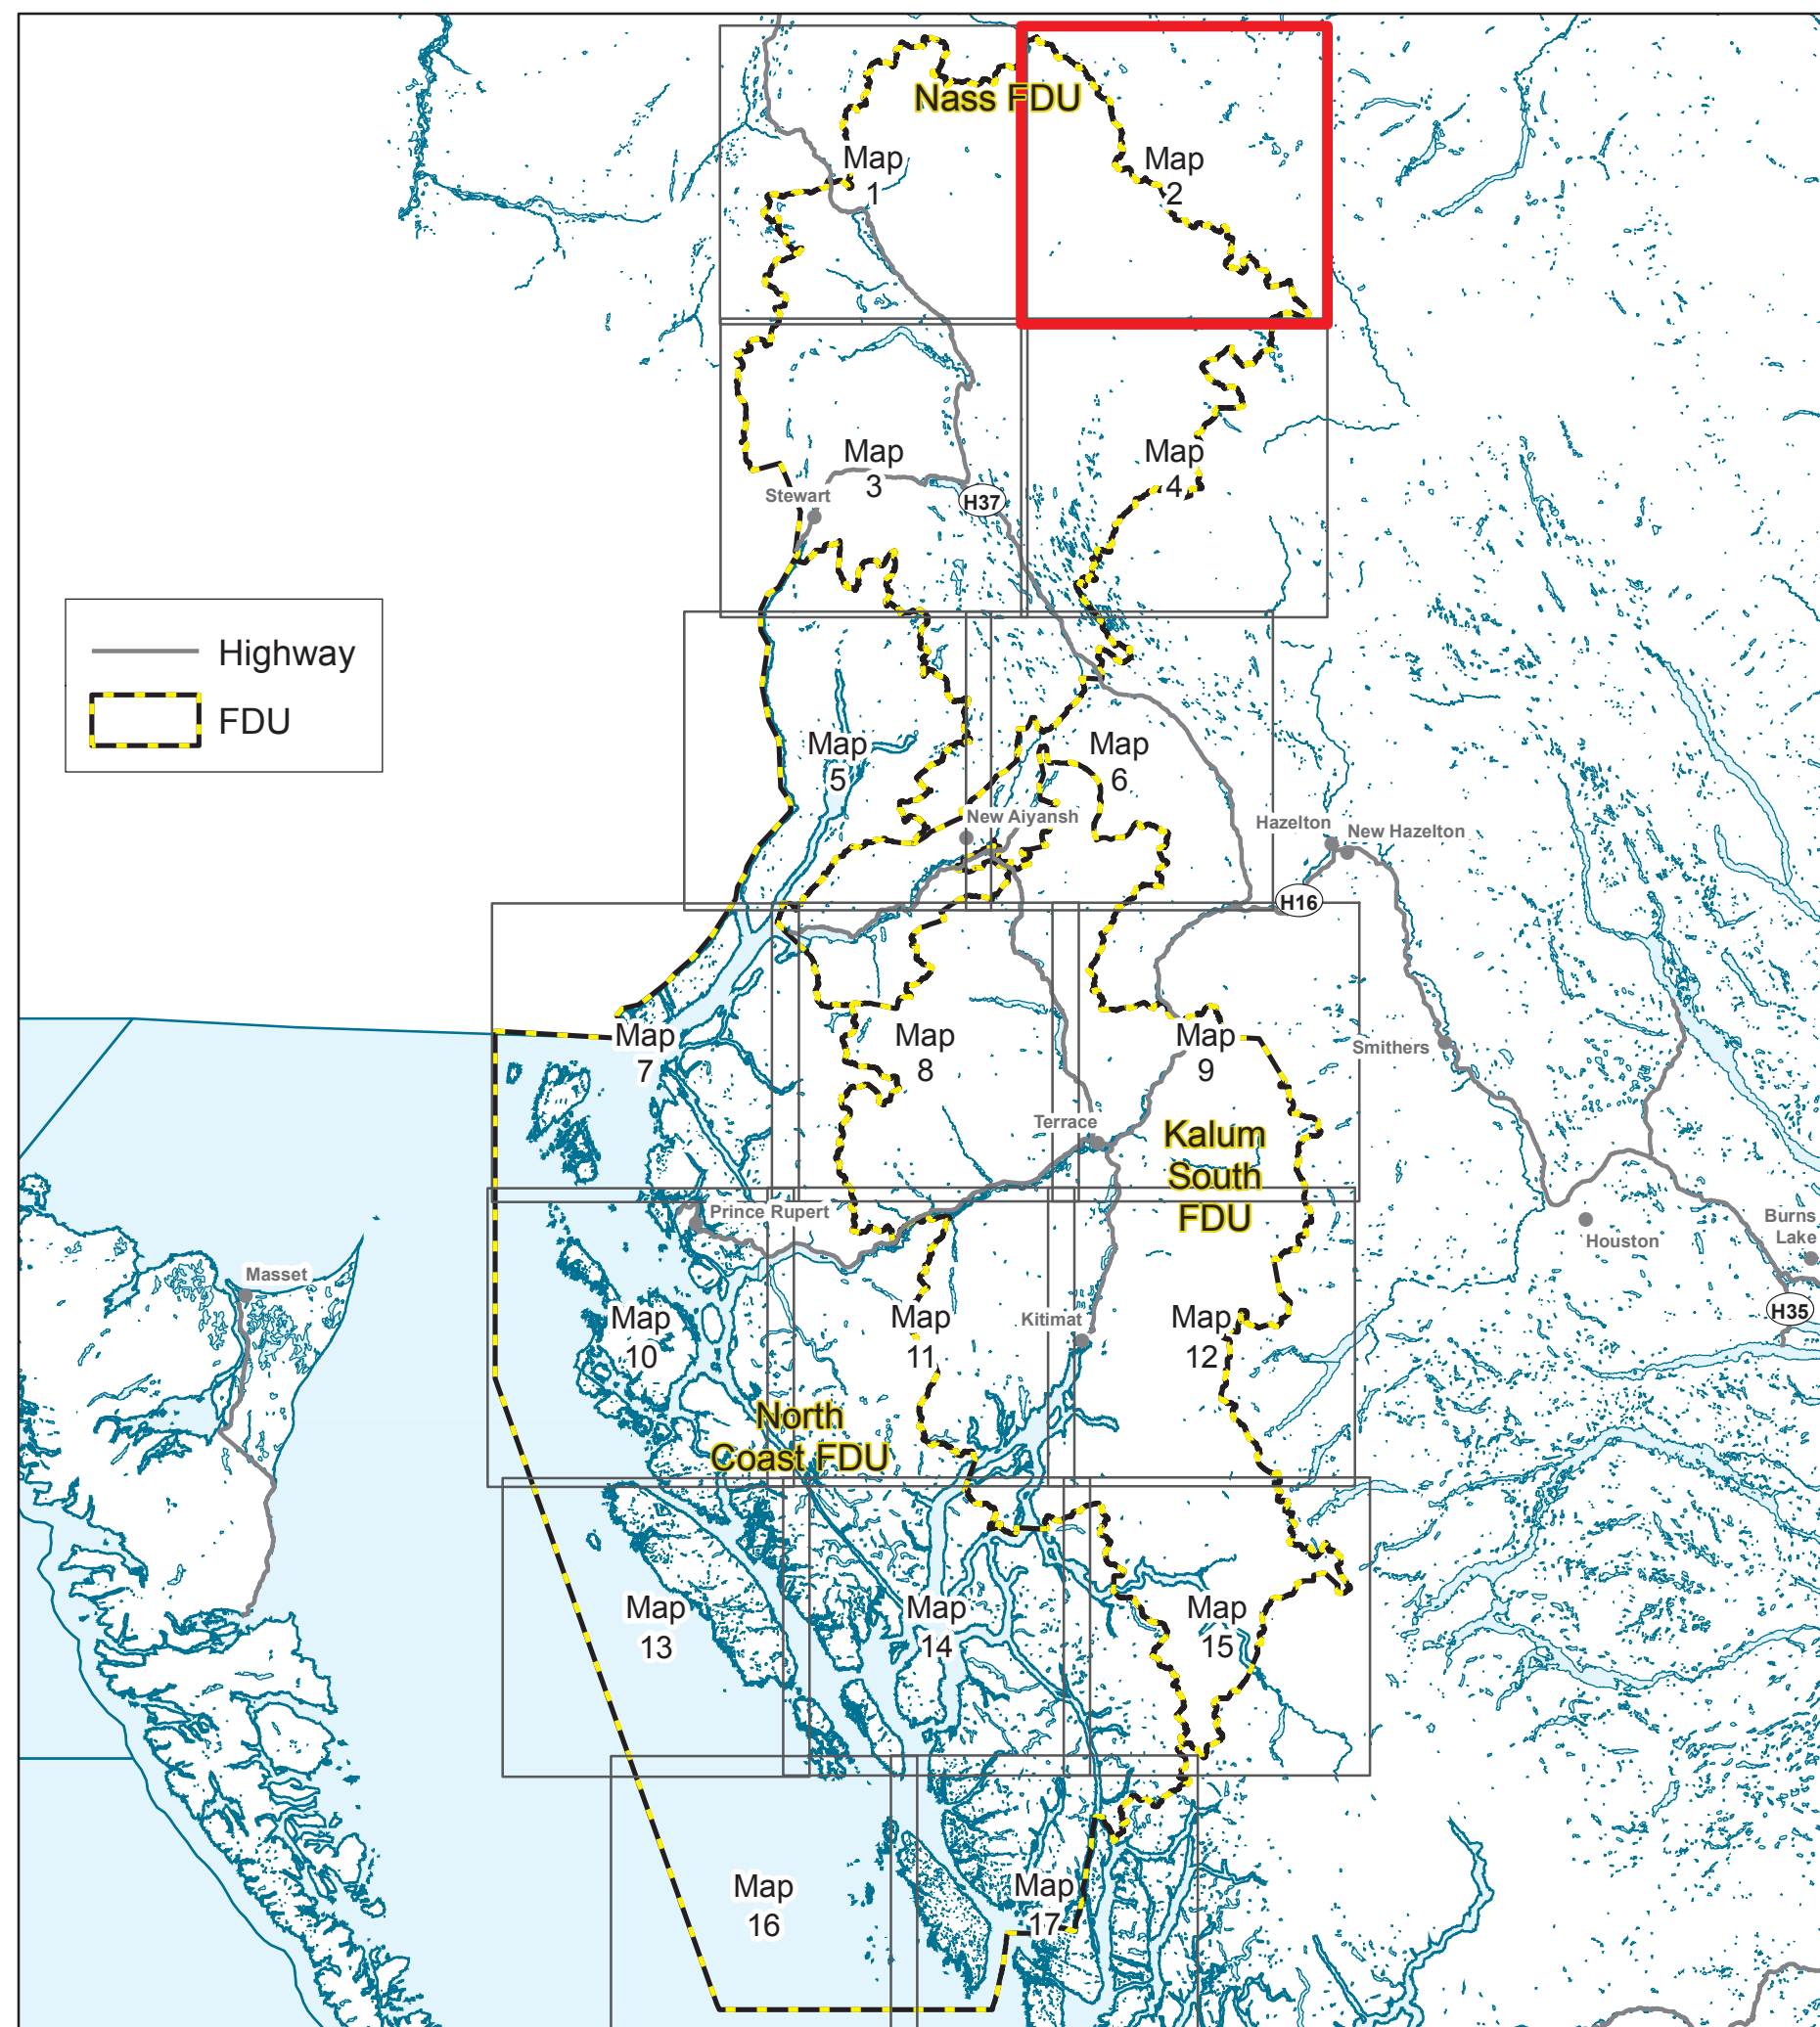 Nass FDU
Map
1
Map
2
Map
3
Map
4
Stewart
H37
Highway
FDU
Map
5
Map
6
New Aiyansh
Hazelton
New Hazelton
H16
Map
7
Map
8
Map
9
Smithers
Terrace
Kalum
South
FDU
Prince Rupert
Houston
Burns
Lake
Masset
H35
Map
10
Map
11
Kitimat
Map
12
North
Coast FDU
Map
13
Map
14
Map
15
Map
16
Map
17